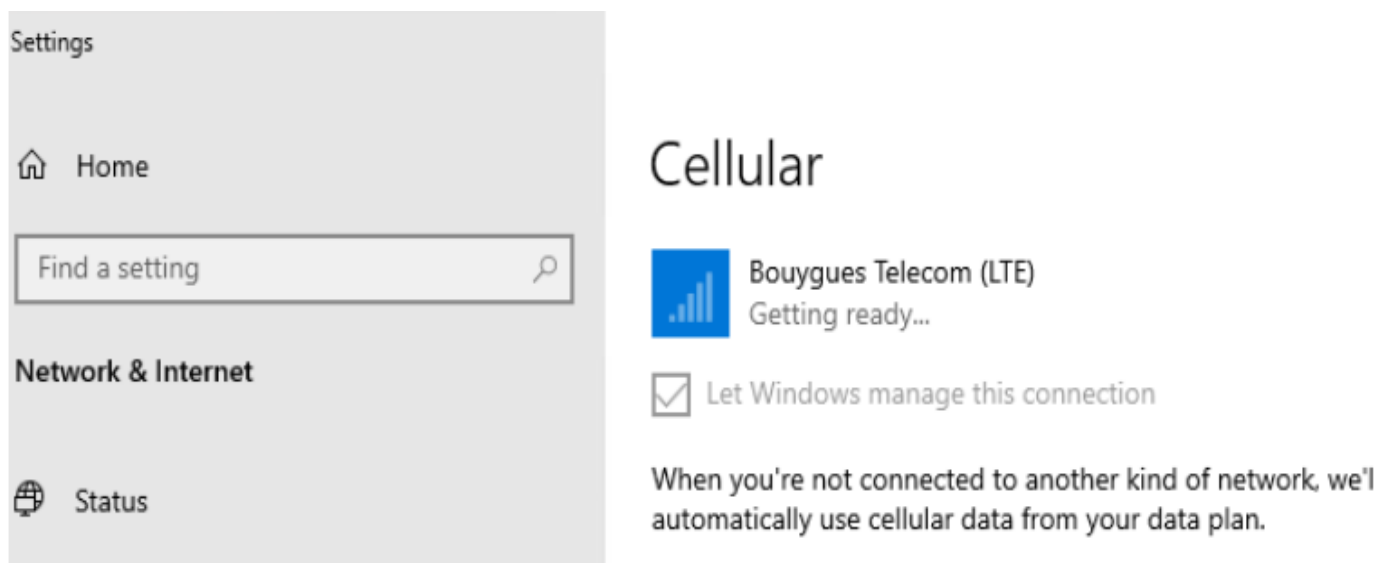 Settings
Home
Find a setting
Network & Internet
Status
Cellular
Bouygues Telecom (LTE)
Getting ready...
Let Windows manage this connection
When you're not connected to another kind of network, we'l
automatically use cellular data from your data plan.